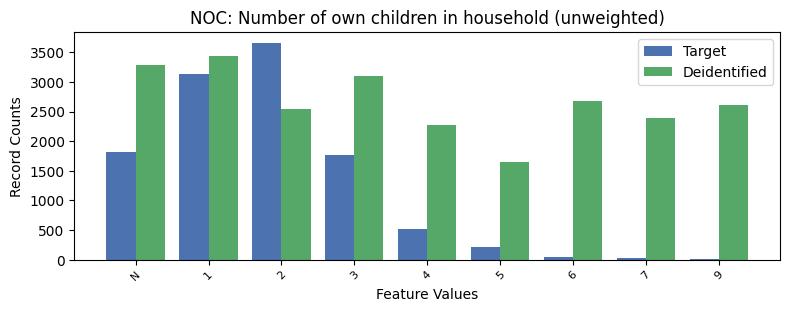 NOC: Number of own children in household (unweighted)
Target
Deidentified
Record Counts
3500
3000
2500
2000
1500
1000
500
0
N 1 2 3 4 5 6 7 9
Feature Values